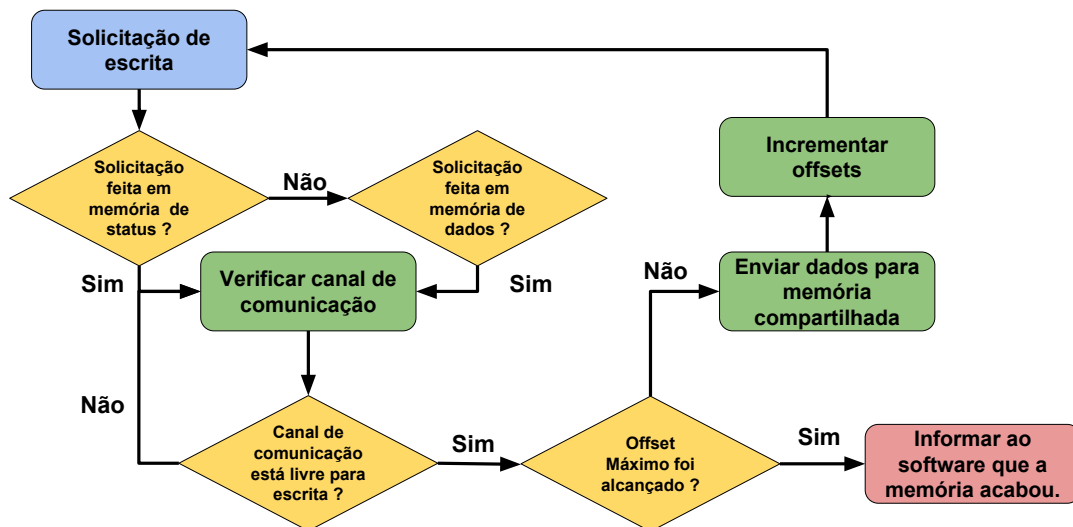 Solicitação de
escrita
Solicitação
feita em
memória de
status ?
Não
Solicitação
feita em
memória de
dados ?
Incrementar
offsets
Sim
Verificar canal de
comunicação
Sim
Não
Enviar dados para
memória
compartilhada
Não
Canal de
comunicação
está livre para
escrita ?
Sim
Offset
Máximo foi
alcançado ?
Sim
Informar ao
software que a
memória acabou.